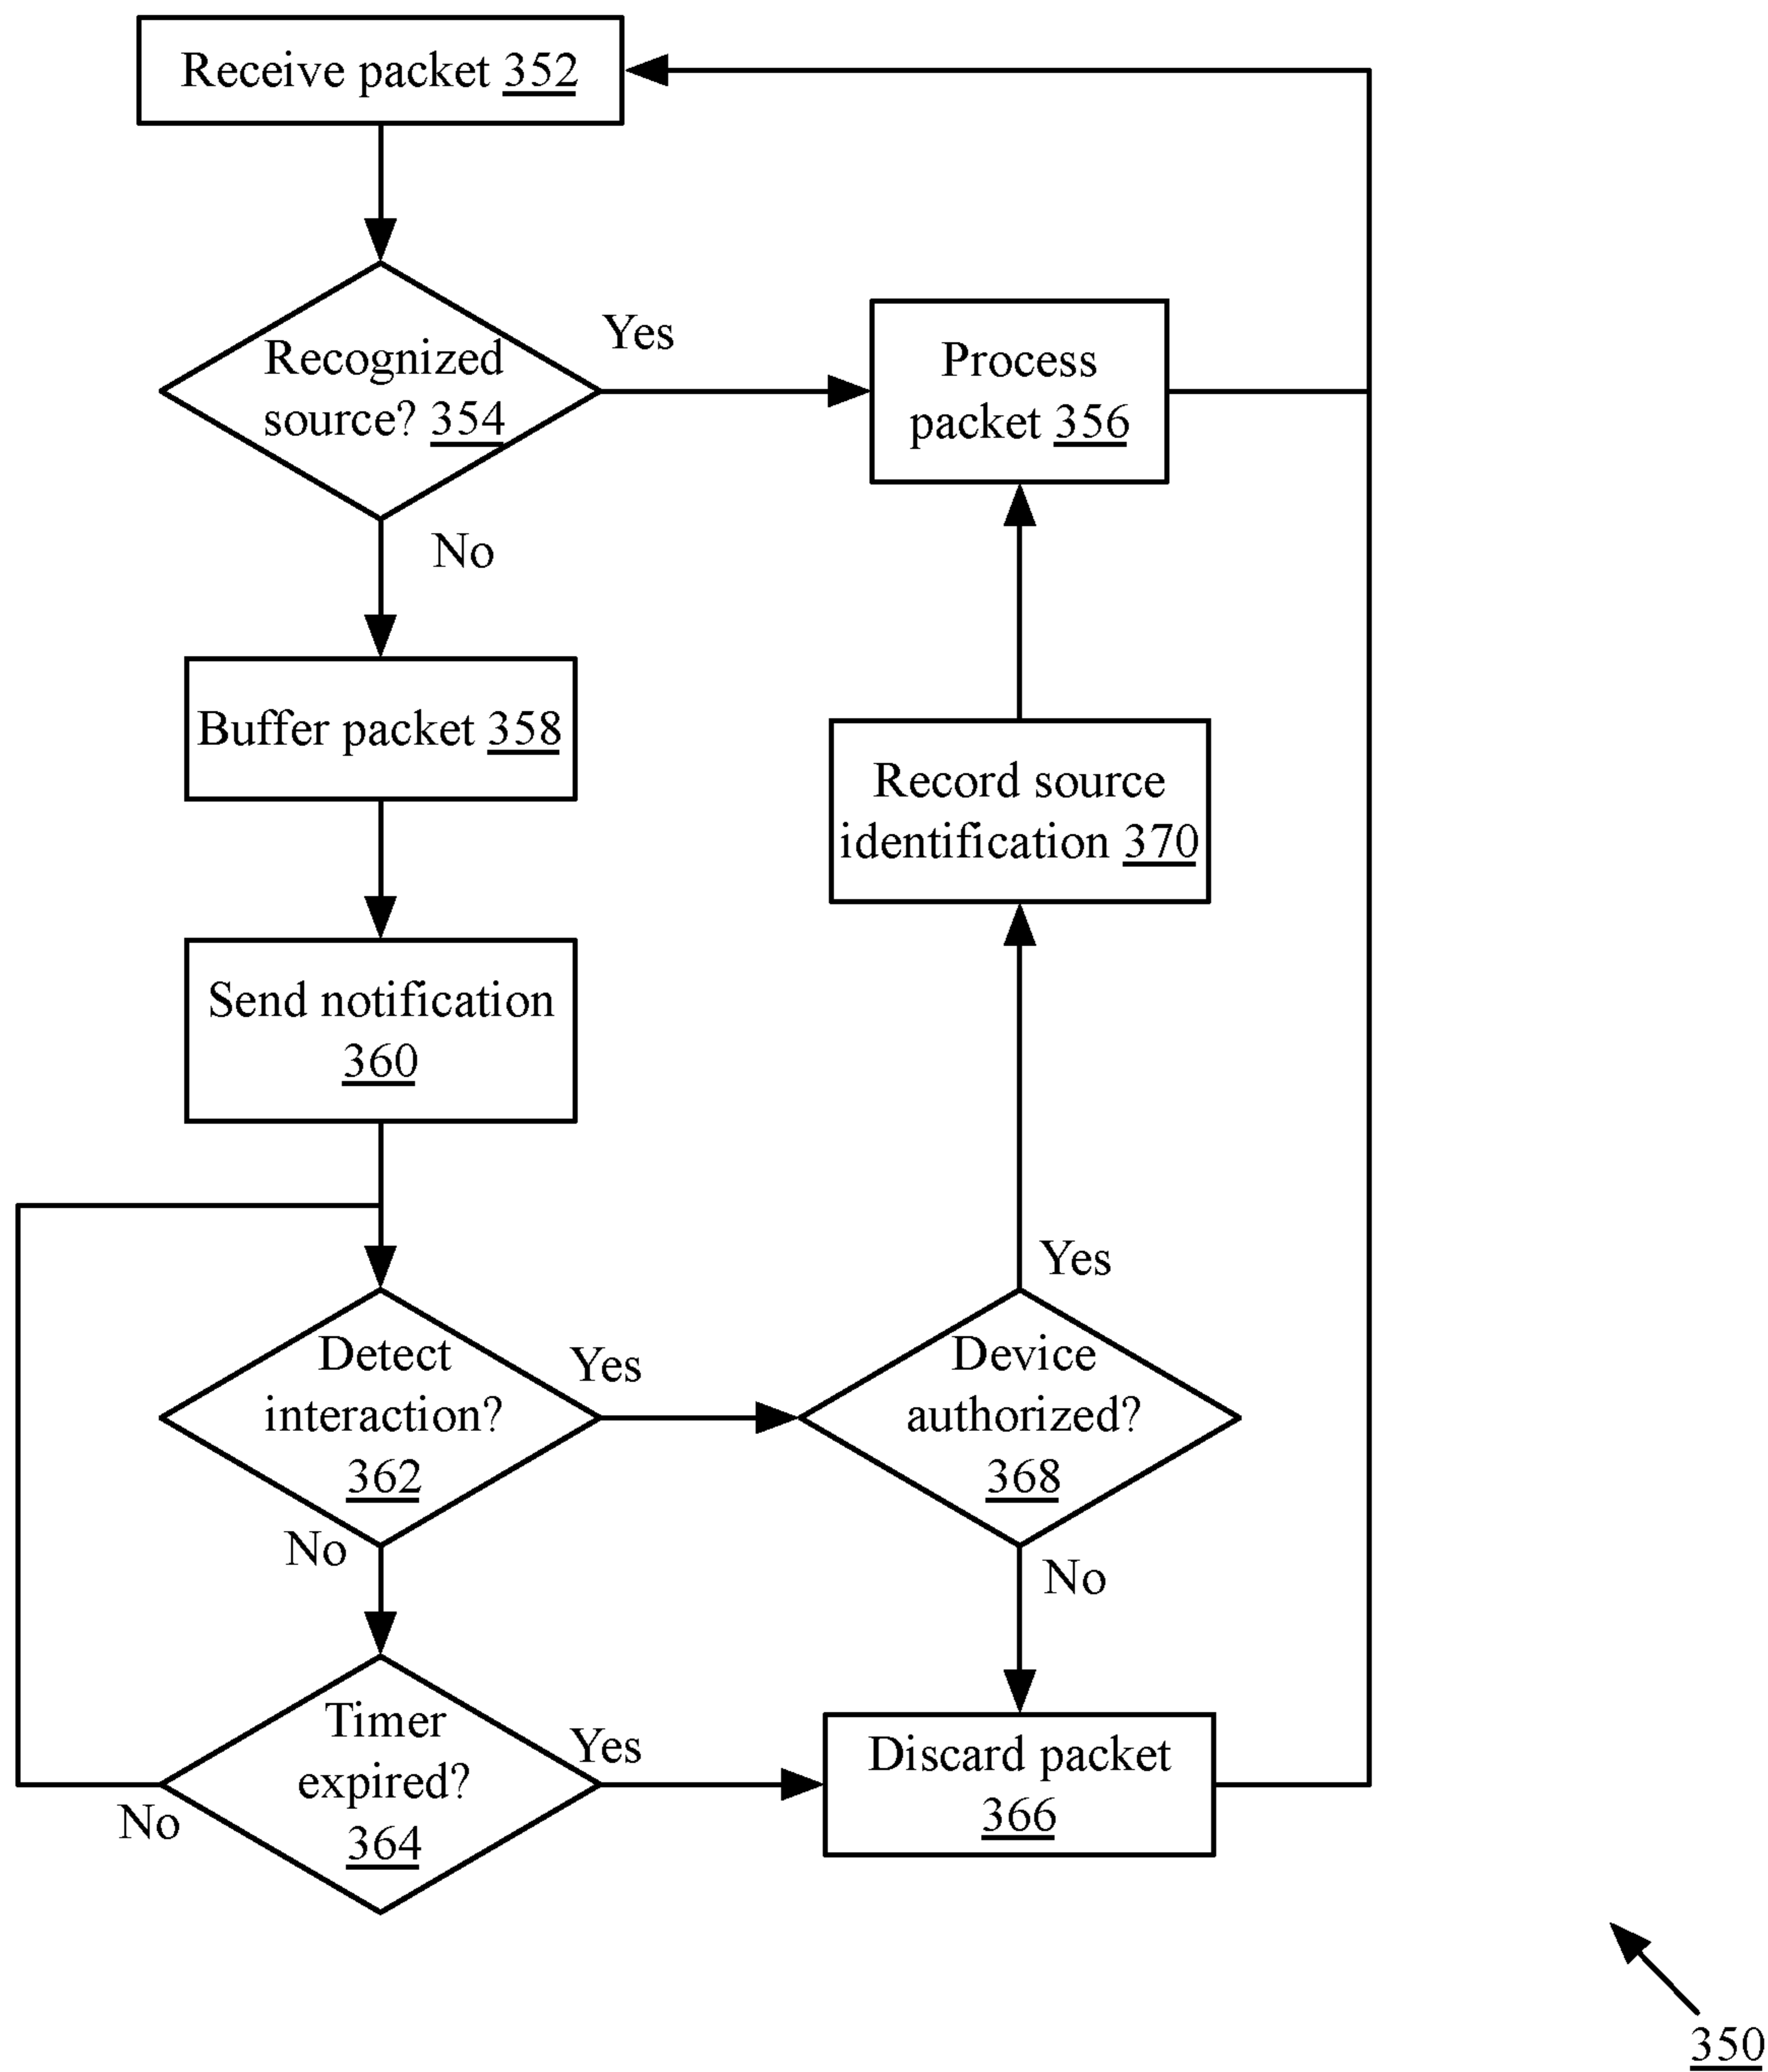 Receive packet 352
Recognized
source? 354
Yes
No
Process
packet 356
Buffer packet 358
Record source
identification 370
Send notification
360
Detect
interaction?
362
Yes
No
Device
authorized?
368
Yes
No
Timer
expired?
364
Yes
No
Discard packet
366
350